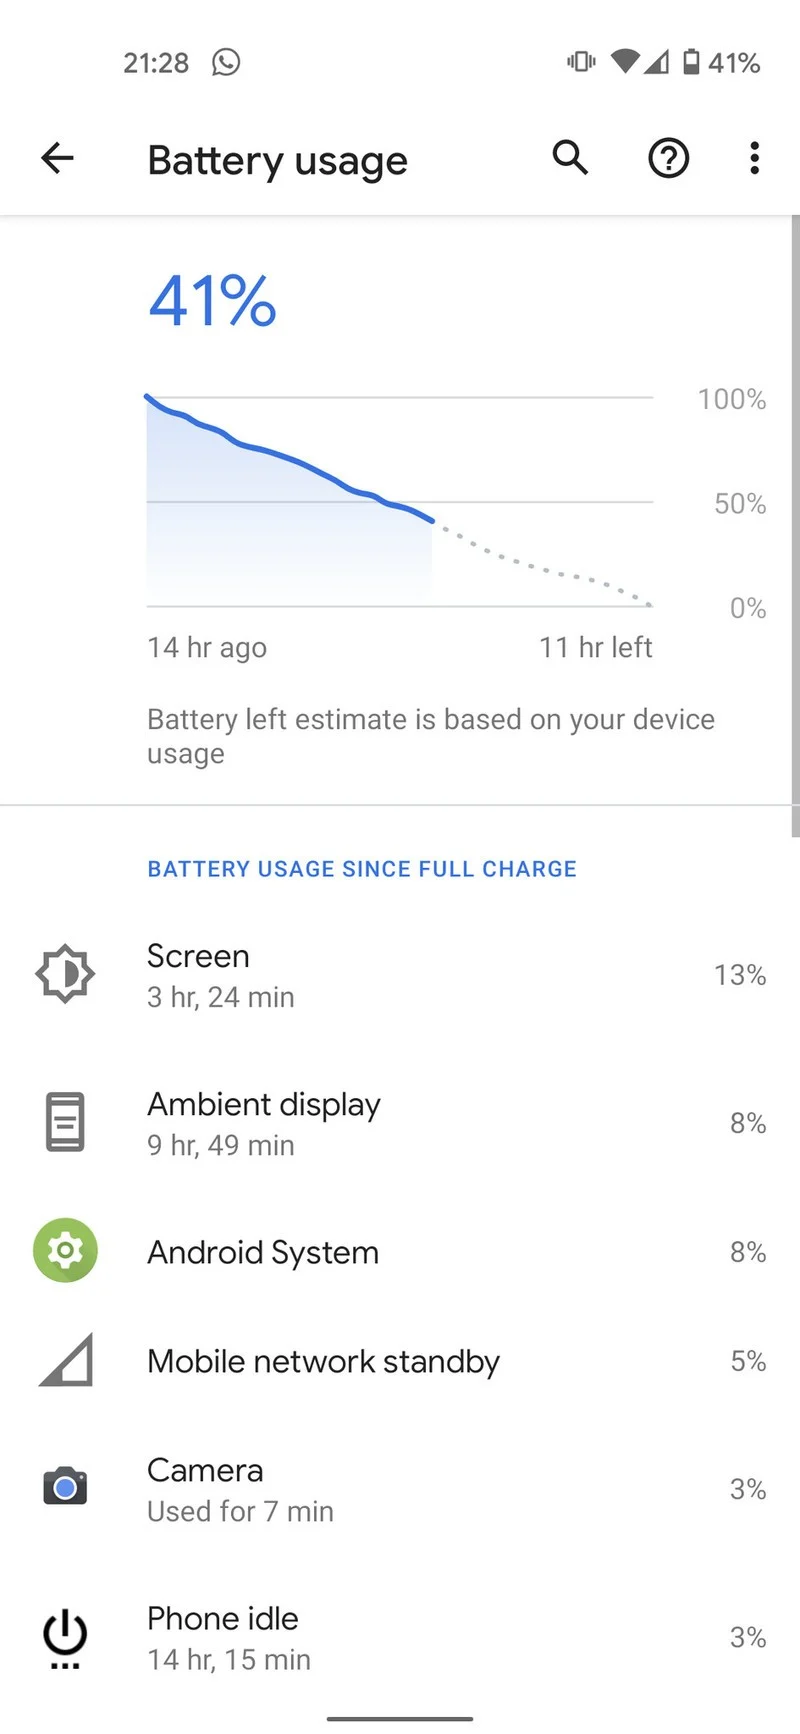 21:28 41%
Battery usage
41%
100%
50%
0%
14 hr ago 11 hr left
Battery left estimate is based on your device
usage
BATTERY USAGE SINCE FULL CHARGE
Screen
3 hr, 24 min
13%
Ambient display
9 hr, 49 min
8%
Android System 8%
Mobile network standby 5%
Camera
Used for 7 min
3%
Phone idle
14 hr, 15 min
3%